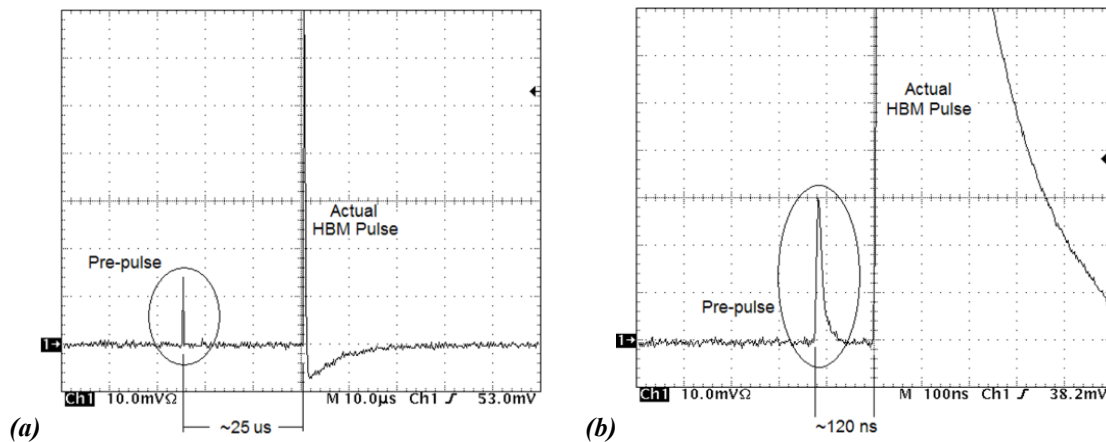 Pre-pulse
Actual
HBM Pulse
1
Ch1 10.0mVΩ M 10.0µs Ch1 53.0mV
~25 us
(a)
Actual
HBM Pulse
Pre-pulse
1
Ch1 10.0mVΩ M 100ns Ch1 38.2mV
~120 ns
(b)